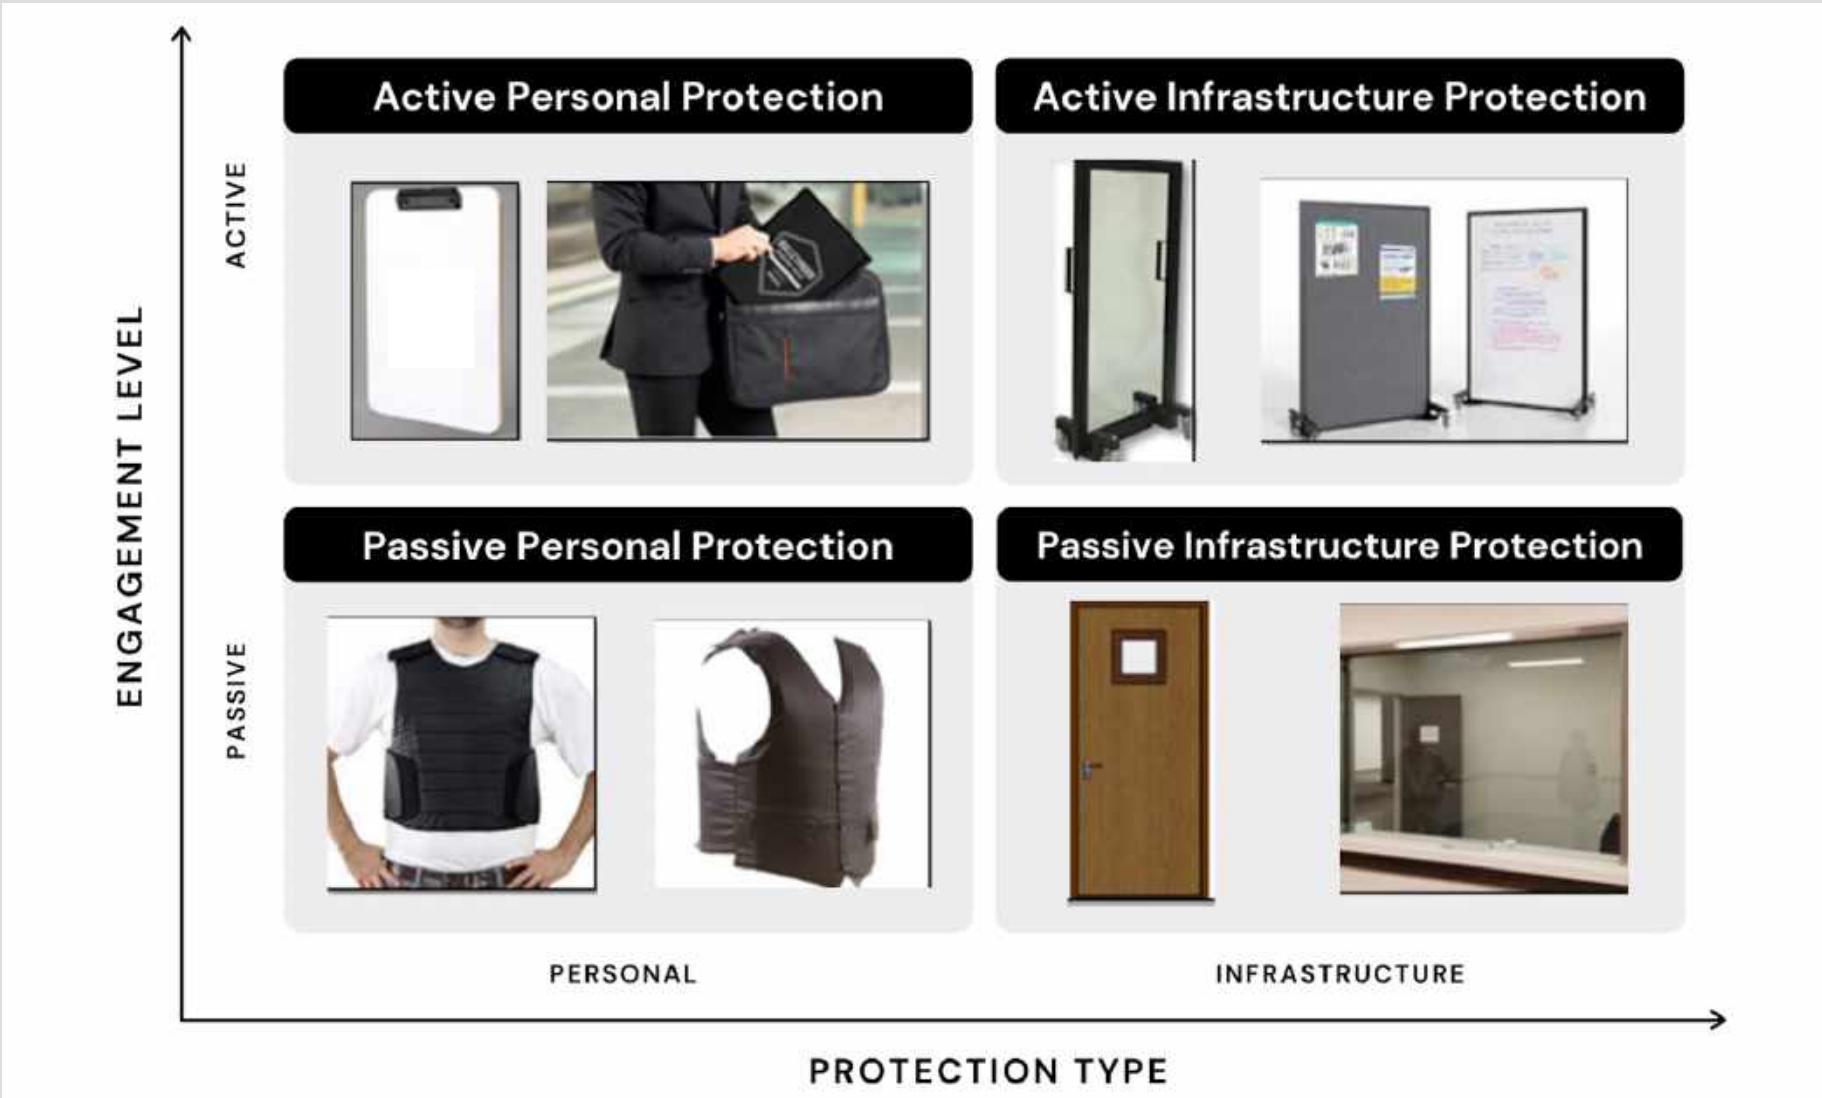 Active Personal Protection
Active Infrastructure Protection
ACTIVE
ENGAGEMENT LEVEL
Passive Personal Protection
Passive Infrastructure Protection
PASSIVE
PERSONAL
INFRASTRUCTURE
PROTECTION TYPE